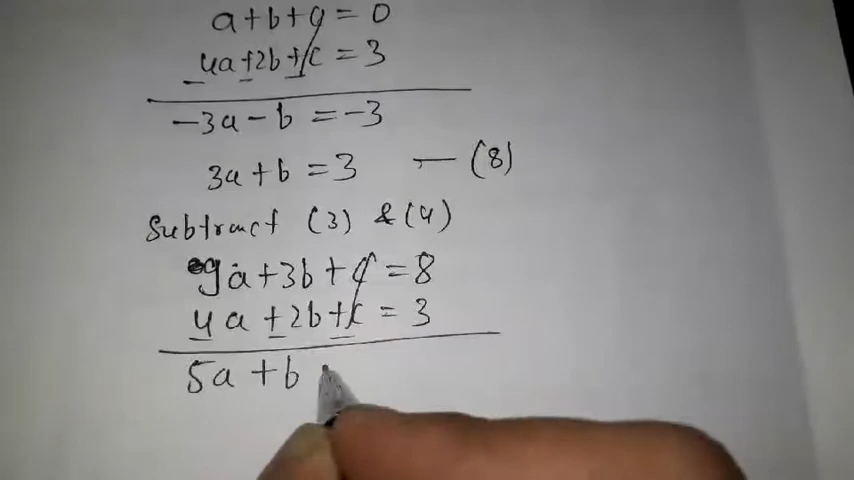 a+b+c = 0
4a+2b+c = 3
-3a-b = -3
3a+b = 3 — (8)
Subtract (3) & (4)
9a+3b+c = 8
4a+2b+c = 3
5a+b